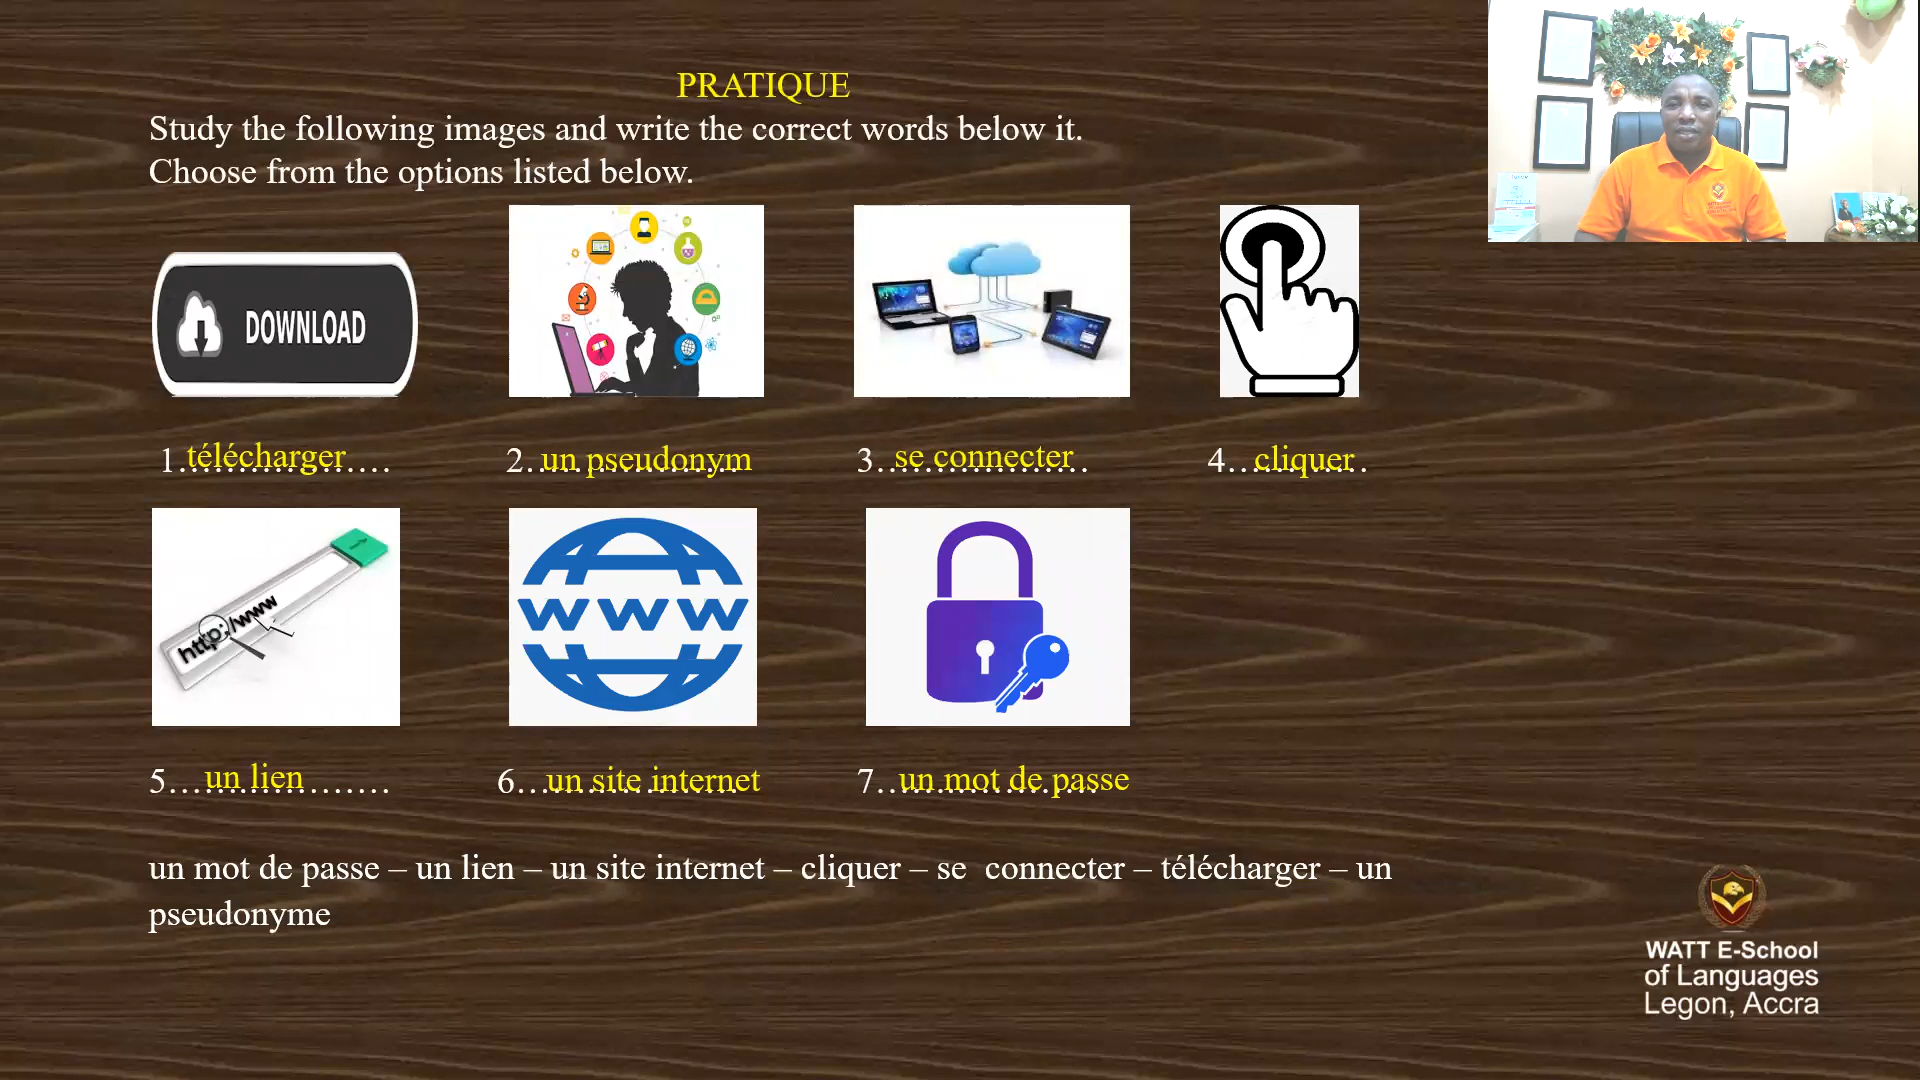 PRATIQUE
Study the following images and write the correct words below it.
Choose from the options listed below.
DOWNLOAD
1.télécharger....
2..un pseudonym
3..se connecter.
4..cliquer.
http:/www
WWW
5...un lien.......
6...un site internet
7..un mot de passe
un mot de passe – un lien – un site internet – cliquer – se connecter – télécharger – un
pseudonyme
WATT E-School
of Languages
Legon, Accra